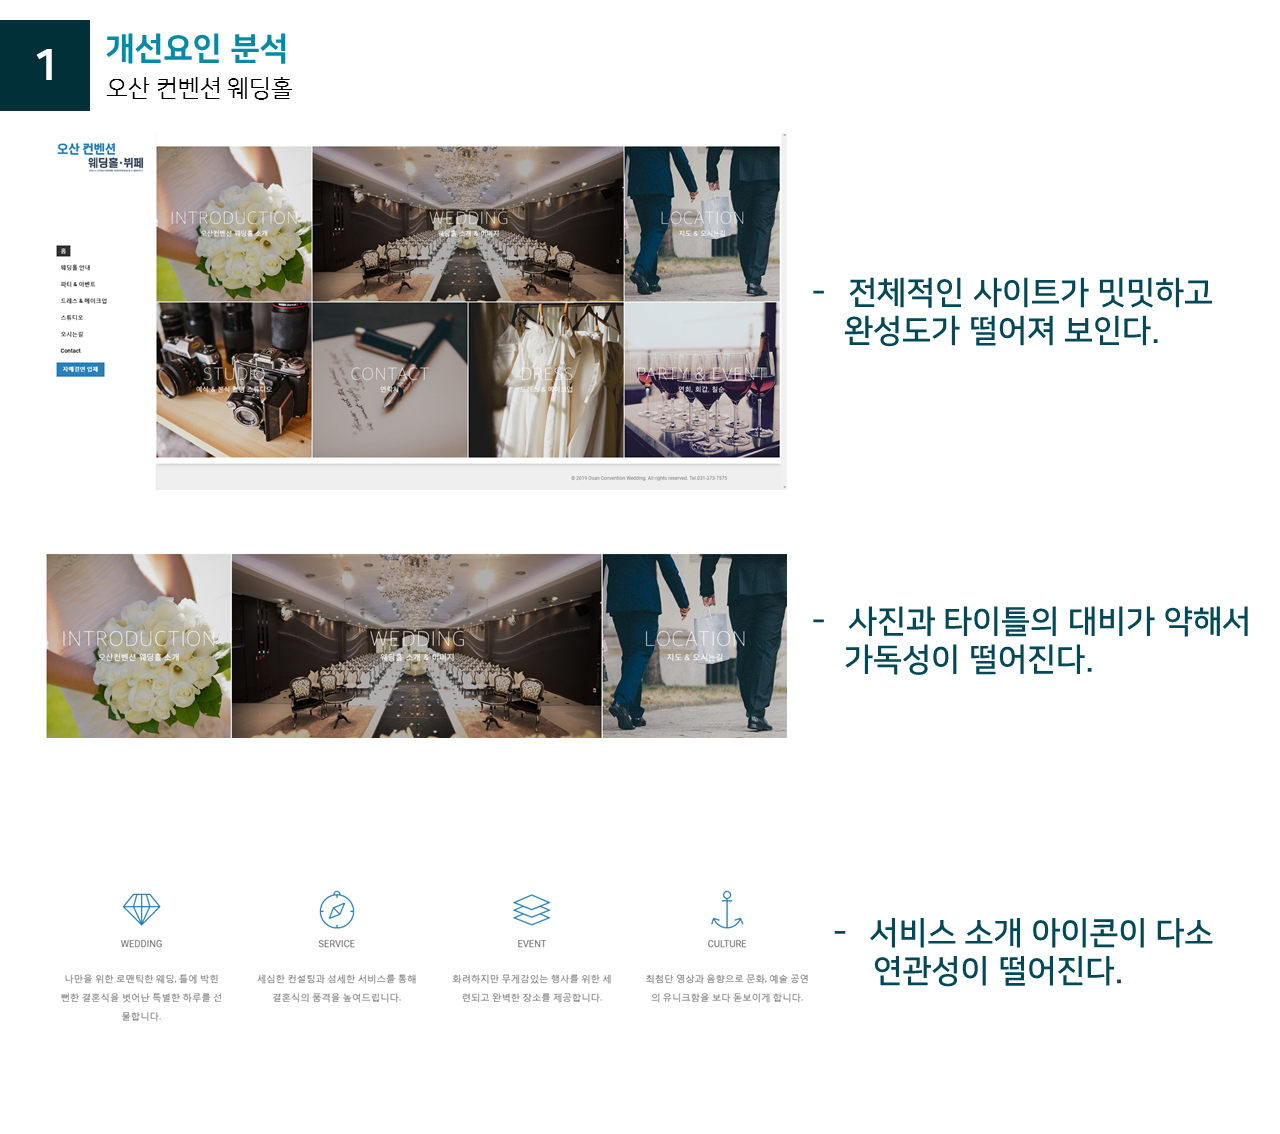 1
개선요인 분석
오산 컨벤션 웨딩홀
오산 컨벤션
웨딩홀·뷔페
홈
웨딩홀 안내
파티 & 이벤트
드레스 & 메이크업
스튜디오
오시는길
Contact
자매결연 업체
INTRODUCTION
오산컨벤션 웨딩홀 소개
WEDDING
웨딩홀 소개 & 이미지
LOCATION
지도 & 오시는길
STUDIO
예식 & 본식 촬영 스튜디오
CONTACT
연락처
DRESS
드레스 & 메이크업
PARTY & EVENT
연회, 회갑, 칠순
© 2019 Osan Convention Wedding. All rights reserved. Tel.031-373-7575
- 전체적인 사이트가 밋밋하고
완성도가 떨어져 보인다.
INTRODUCTION
오산컨벤션 웨딩홀 소개
WEDDING
웨딩홀 소개 & 이미지
LOCATION
지도 & 오시는길
- 사진과 타이틀의 대비가 약해서
가독성이 떨어진다.
WEDDING
나만을 위한 로맨틱한 웨딩, 틀에 박힌
뻔한 결혼식을 벗어난 특별한 하루를 선
물합니다.
SERVICE
세심한 컨설팅과 섬세한 서비스를 통해
결혼식의 품격을 높여드립니다.
EVENT
화려하지만 무게감있는 행사를 위한 세
련되고 완벽한 장소를 제공합니다.
CULTURE
최첨단 영상과 음향으로 문화, 예술 공연
의 유니크함을 보다 돋보이게 합니다.
- 서비스 소개 아이콘이 다소
연관성이 떨어진다.